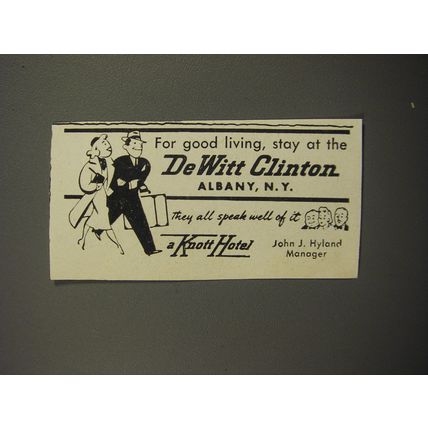 For good living, stay at the
DeWitt Clinton
ALBANY, N.Y.
They all speak well of it
a Knott Hotel
John J. Hyland
Manager